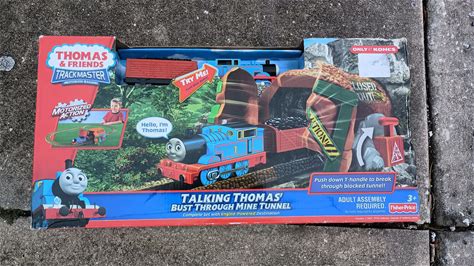 THOMAS
& FRIENDS
TRACKMASTER
ONLY AT KOHL'S
TRY Me!
MOTORIZED
ACTION
Hello, I'm
Thomas!
CLOSED
Push down T-handle to break
through blocked tunnel!
TALKING THOMAS
BUST THROUGH MINE TUNNEL
Complete set with Engine-Powered Destination
ADULT ASSEMBLY
REQUIRED.
3+
Fisher-Price